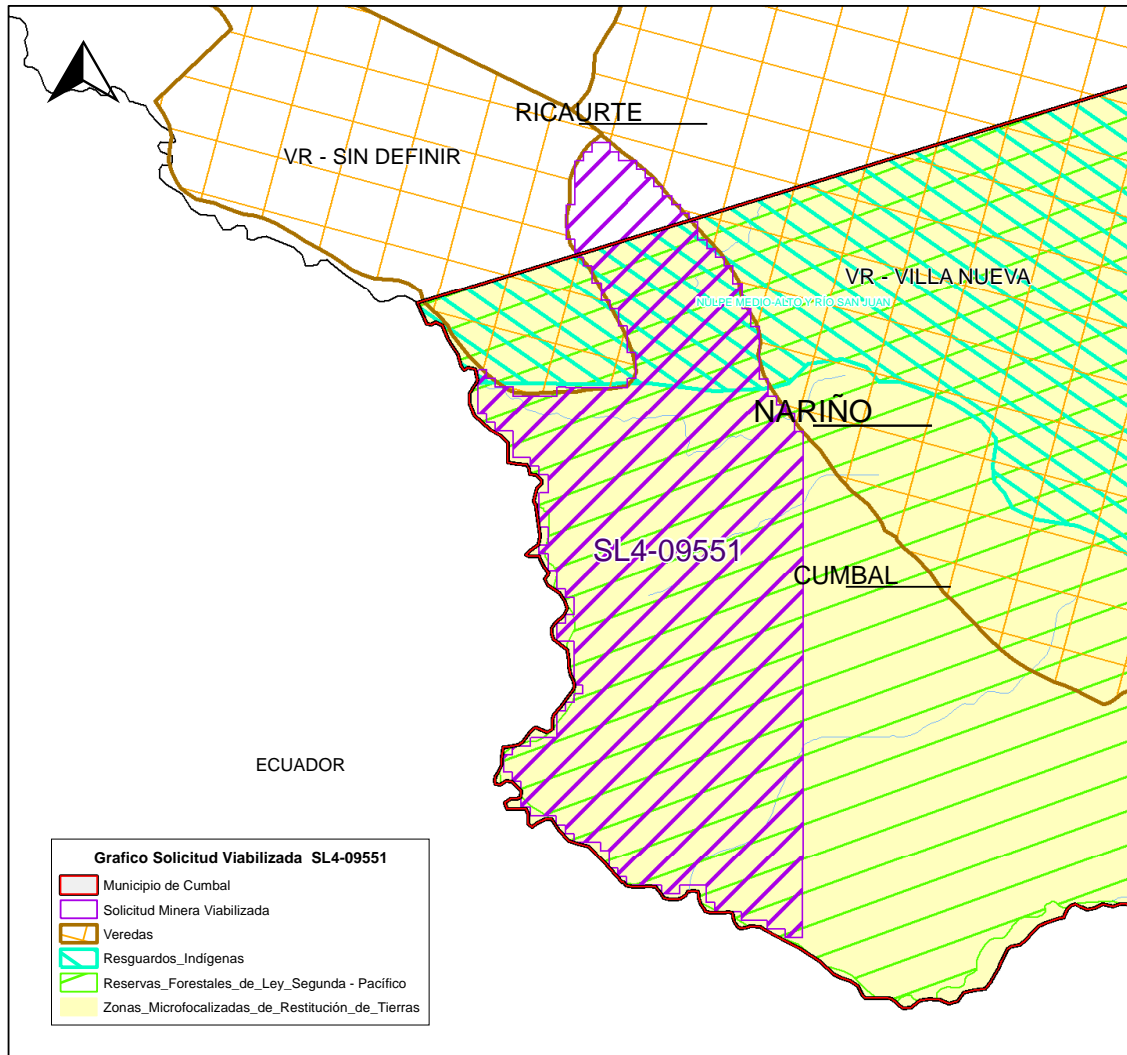 RICAURTE
VR - SIN DEFINIR
VR - VILLA NUEVA
NULPE MEDIO-ALTO Y RÍO SAN JUAN
NARIÑO
SL4-09551
CUMBAL
ECUADOR
Grafico Solicitud Viabilizada SL4-09551
Municipio de Cumbal
Solicitud Minera Viabilizada
Veredas
Resguardos_Indígenas
Reservas_Forestales_de_Ley_Segunda - Pacífico
Zonas_Microfocalizadas_de_Restitución_de_Tierras